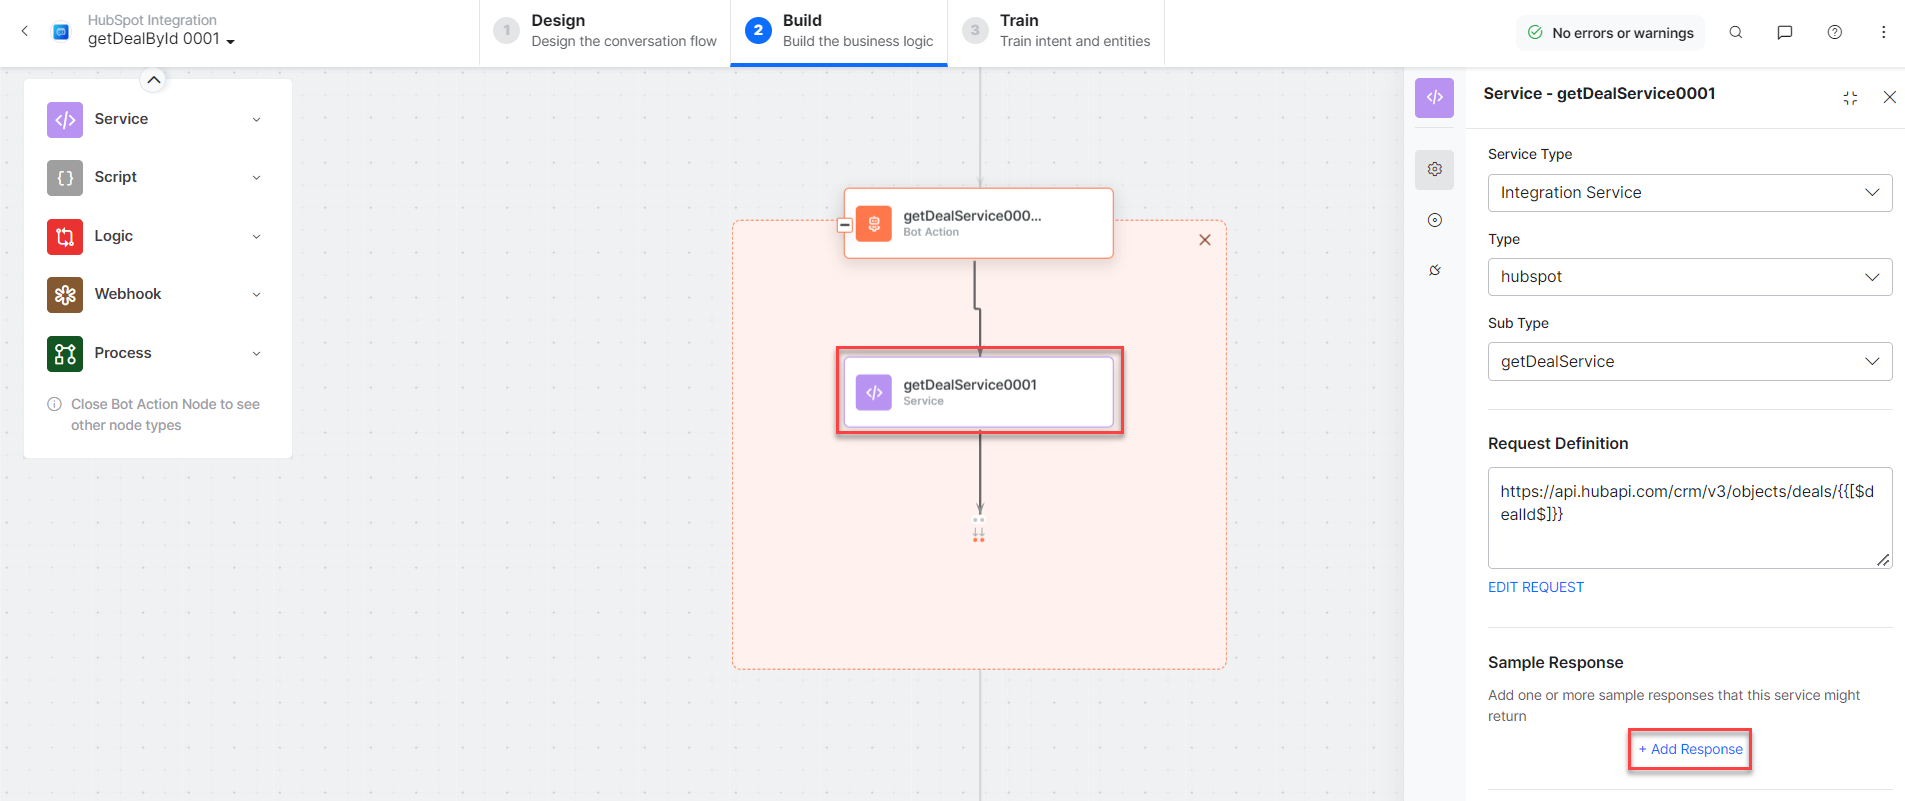 HubSpot Integration
getDealById 0001
1
Design
Design the conversation flow
2
Build
Build the business logic
3
Train
Train intent and entities
No errors or warnings
Service
Script
Logic
Webhook
Process
Close Bot Action Node to see
other node types
getDealService000...
Bot Action
getDealService0001
Service
Service - getDealService0001
Service Type
Integration Service
Type
hubspot
Sub Type
getDealService
Request Definition
https://api.hubapi.com/crm/v3/objects/deals/{{[$d
ealId$]}}
EDIT REQUEST
Sample Response
Add one or more sample responses that this service might
return
+ Add Response